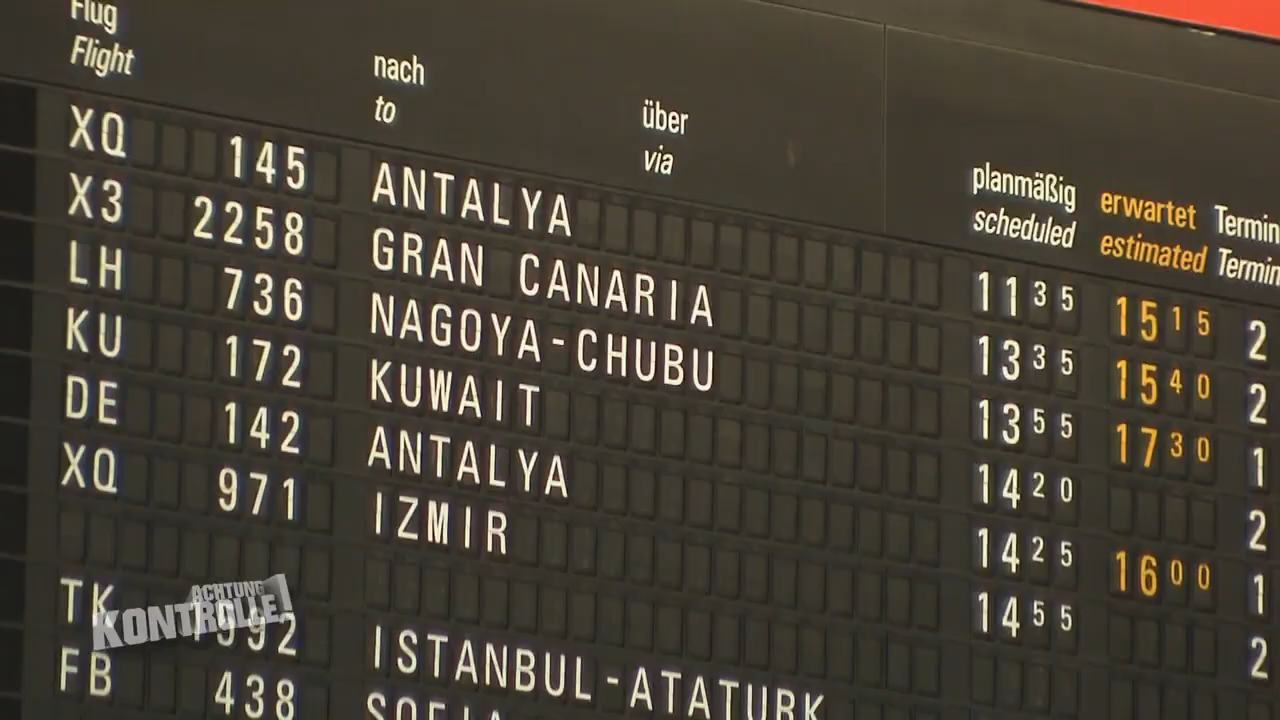 Flug
Flight
nach
to
über
via
planmäßig
scheduled
erwartet
estimated
Termin
Termin
XQ 145 ANTALYA 11 35 15 15 2
X3 2258 GRAN CANARIA 13 35 15 40 2
LH 736 NAGOYA-CHUBU 13 55 17 30 1
KU 172 KUWAIT 14 20 2
DE 142 ANTALYA 14 25 16 00 1
XQ 971 IZMIR 14 55 2
TK 1592 ISTANBUL-ATATURK
FB 438 SOFIA
ACHTUNG
KONTROLLE!